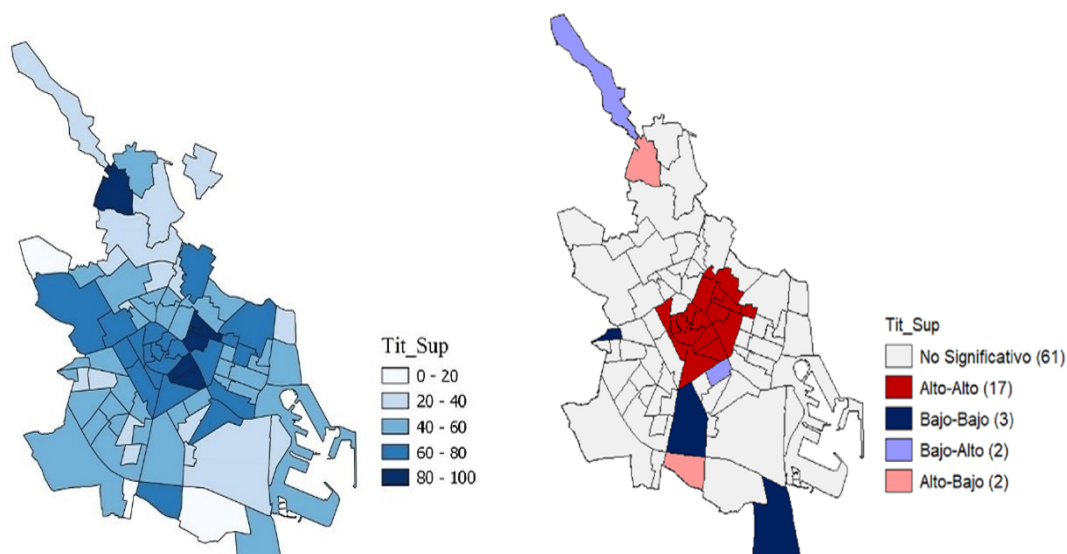 Tit_Sup
0 - 20
20 - 40
40 - 60
60 - 80
80 - 100
Tit_Sup
No Significativo (61)
Alto-Alto (17)
Bajo-Bajo (3)
Bajo-Alto (2)
Alto-Bajo (2)